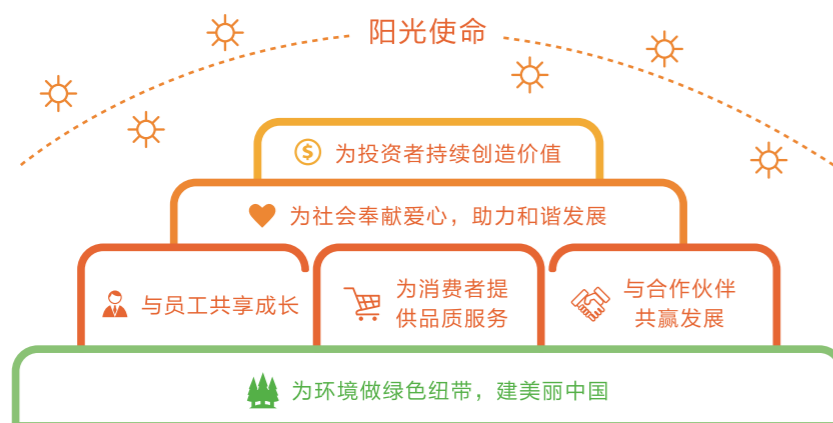 阳光使命
为投资者持续创造价值
为社会奉献爱心，助力和谐发展
与员工共享成长
为消费者提
供品质服务
与合作伙伴
共赢发展
为环境做绿色纽带，建美丽中国